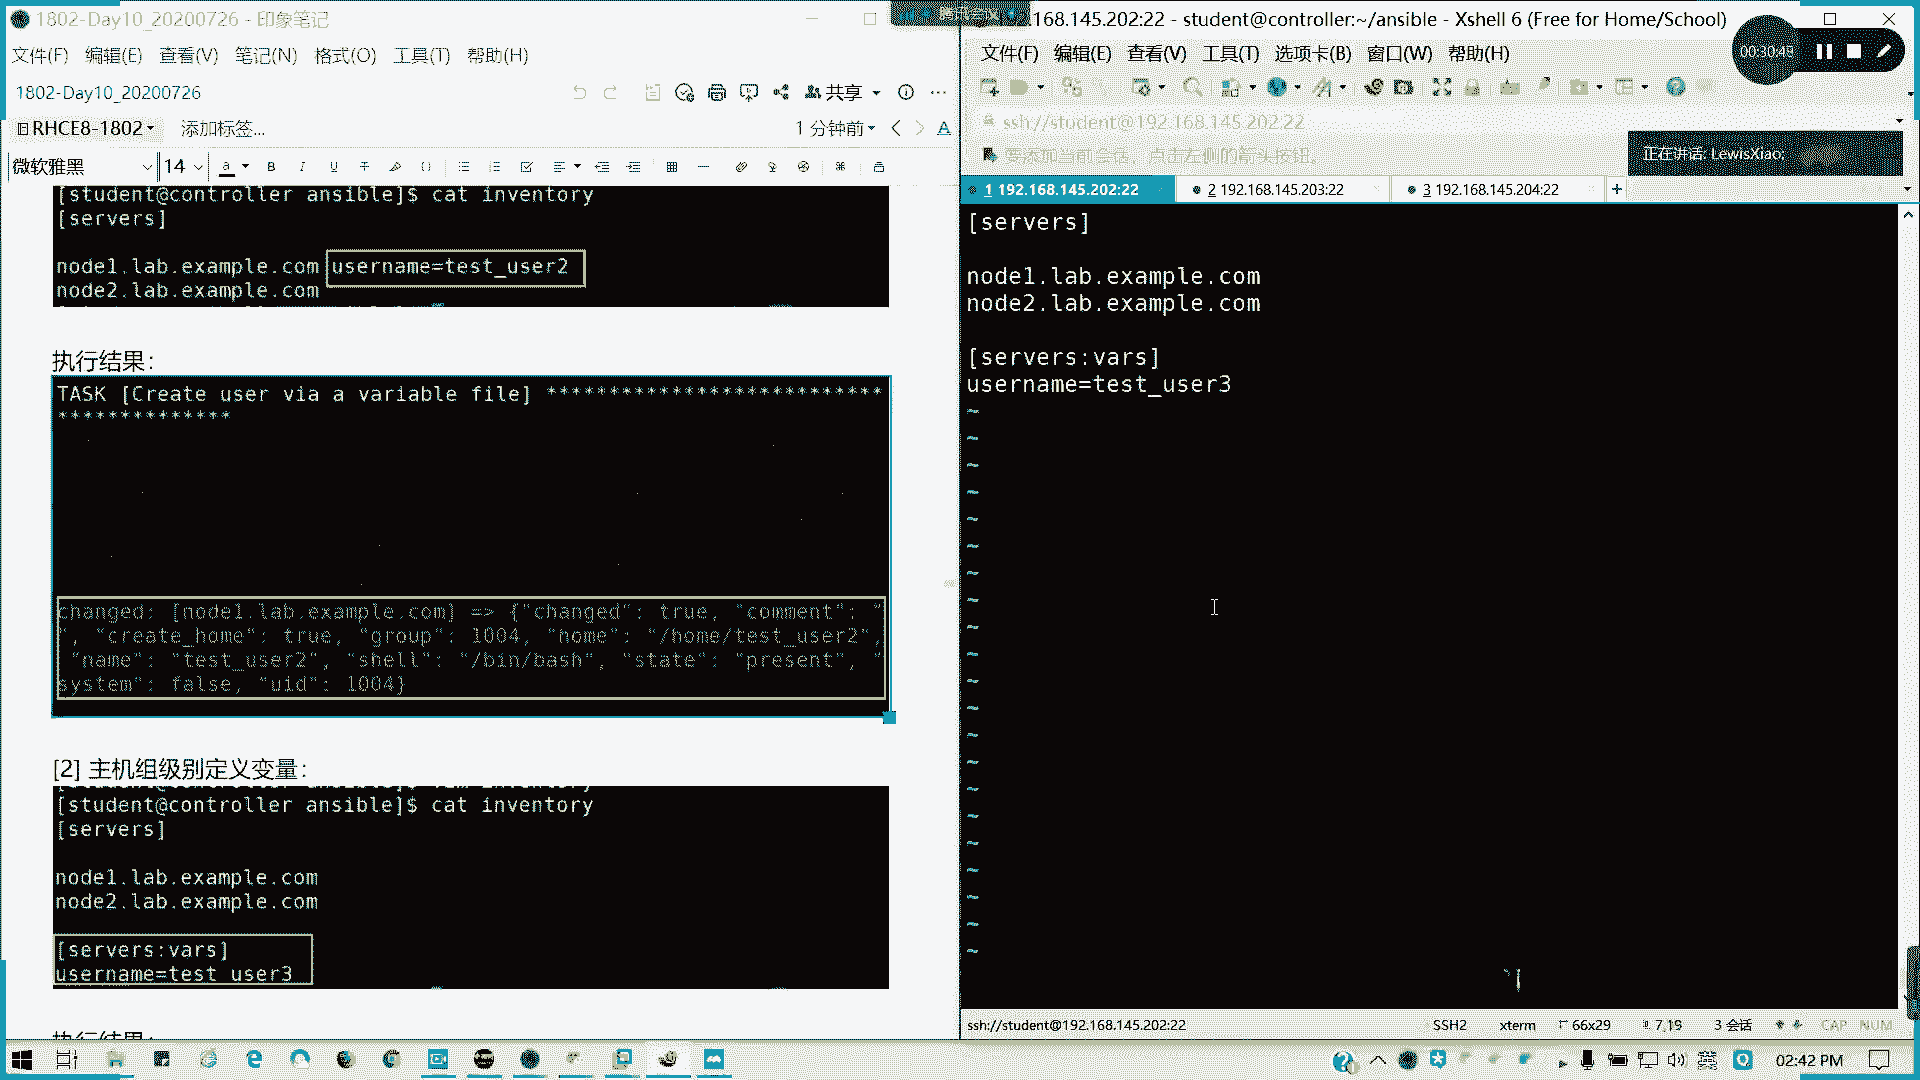 1802-Day10_20200726 - 印象笔记
文件(F) 编辑(E) 查看(V) 笔记(N) 格式(O) 工具(T) 帮助(H)
1802-Day10_20200726
共享
RHCE8-1802
添加标签...
1 分钟前
微软雅黑
14
[student@controller ansible]$ cat inventory
[servers]
node1.lab.example.com username=test_user2
node2.lab.example.com
执行结果：
TASK [Create user via a variable file] ***************************
**************
changed: [node1.lab.example.com] => {"changed": true, "comment": "
", "create_home": true, "group": 1004, "home": "/home/test_user2",
"name": "test_user2", "shell": "/bin/bash", "state": "present", "
system": false, "uid": 1004}
[2] 主机组级别定义变量：
[student@controller ansible]$ cat inventory
[servers]
node1.lab.example.com
node2.lab.example.com
[servers:vars]
username=test_user3
执行结果：
腾讯会议
.168.145.202:22 - student@controller:~/ansible - Xshell 6 (Free for Home/School)
00:30:48
文件(F) 编辑(E) 查看(V) 工具(T) 选项卡(B) 窗口(W) 帮助(H)
ssh://student@192.168.145.202:22
要添加当前会话，点击左侧的箭头按钮。
正在讲话: LewisXiao;
1 192.168.145.202:22
2 192.168.145.203:22
3 192.168.145.204:22
[servers]
node1.lab.example.com
node2.lab.example.com
[servers:vars]
username=test_user3
ssh://student@192.168.145.202:22
SSH2
xterm
66x29
7,19
3 会话
CAP NUM
英
02:42 PM